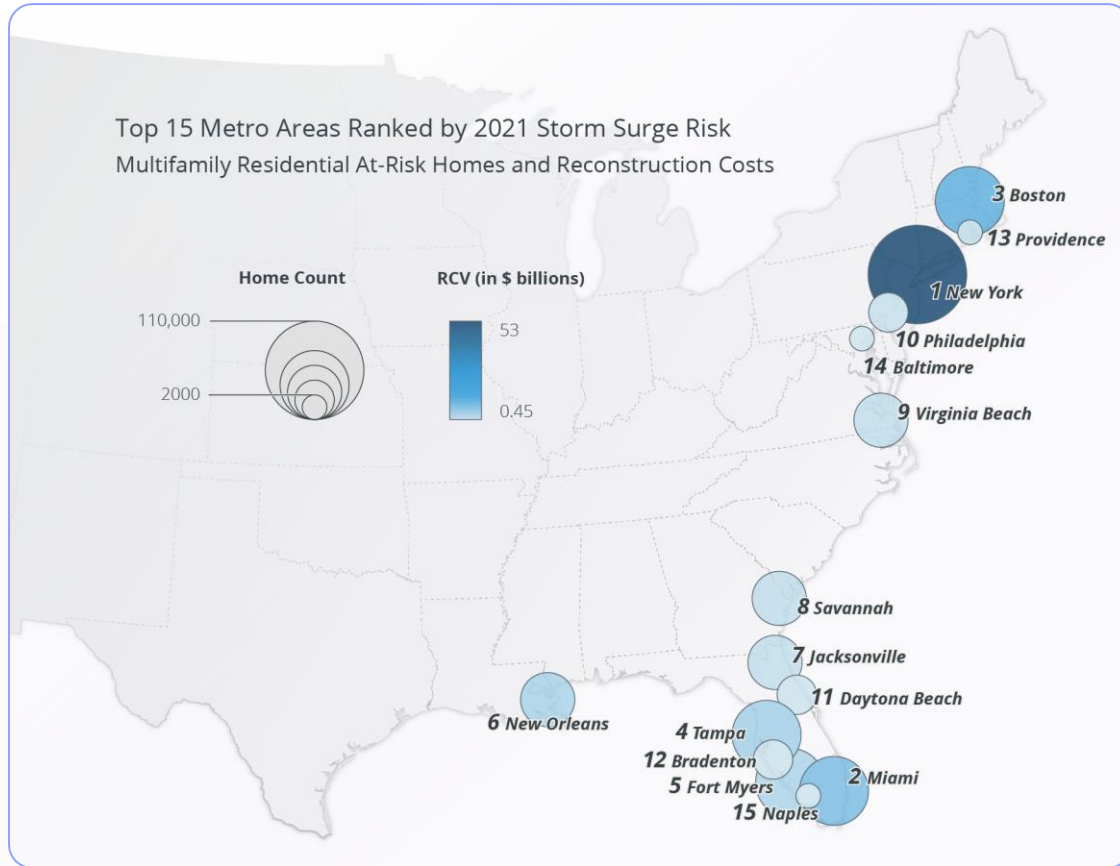 Top 15 Metro Areas Ranked by 2021 Storm Surge Risk
Multifamily Residential At-Risk Homes and Reconstruction Costs
Home Count
110,000
2000
RCV (in $ billions)
53
0.45
3 Boston
13 Providence
1 New York
10 Philadelphia
14 Baltimore
9 Virginia Beach
8 Savannah
7 Jacksonville
11 Daytona Beach
6 New Orleans
4 Tampa
12 Bradenton
5 Fort Myers
2 Miami
15 Naples